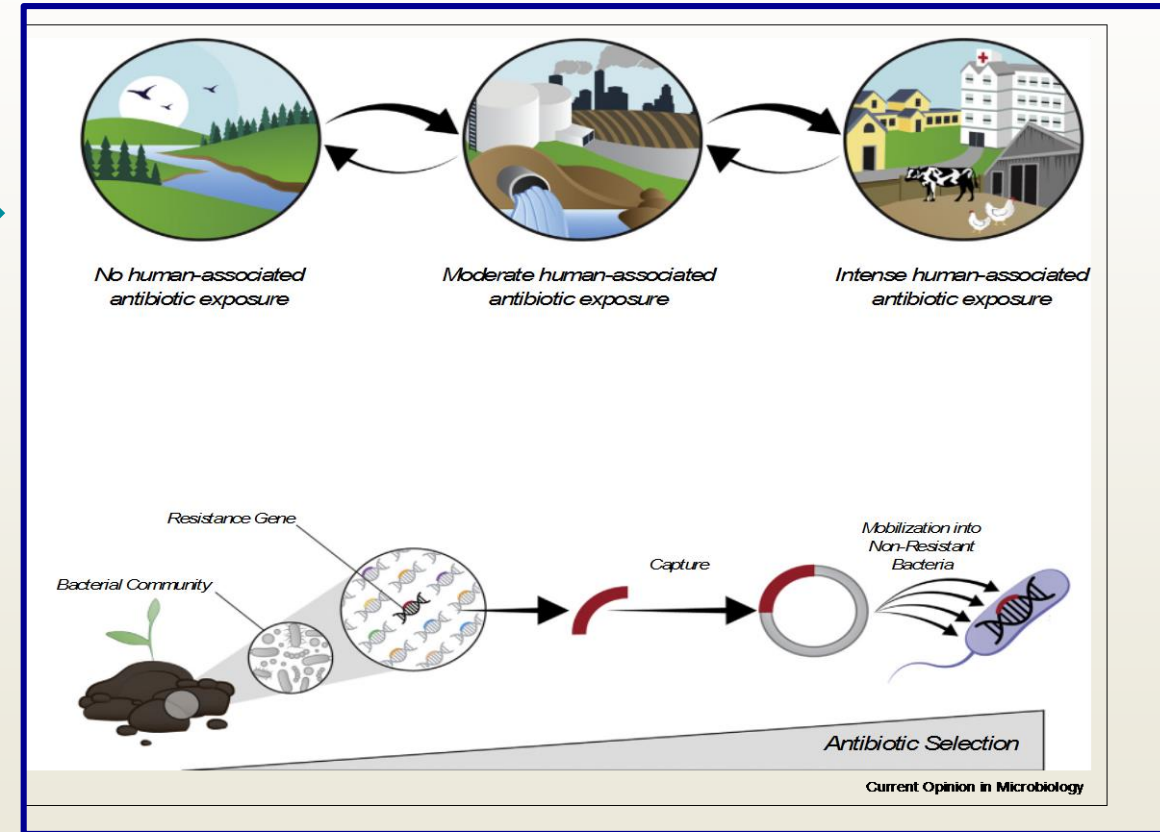 No human-associated
antibiotic exposure
Moderate human-associated
antibiotic exposure
Intense human-associated
antibiotic exposure
Resistance Gene
Bacterial Community
Capture
Mobilization into
Non-Resistant
Bacteria
Antibiotic Selection
Current Opinion in Microbiology